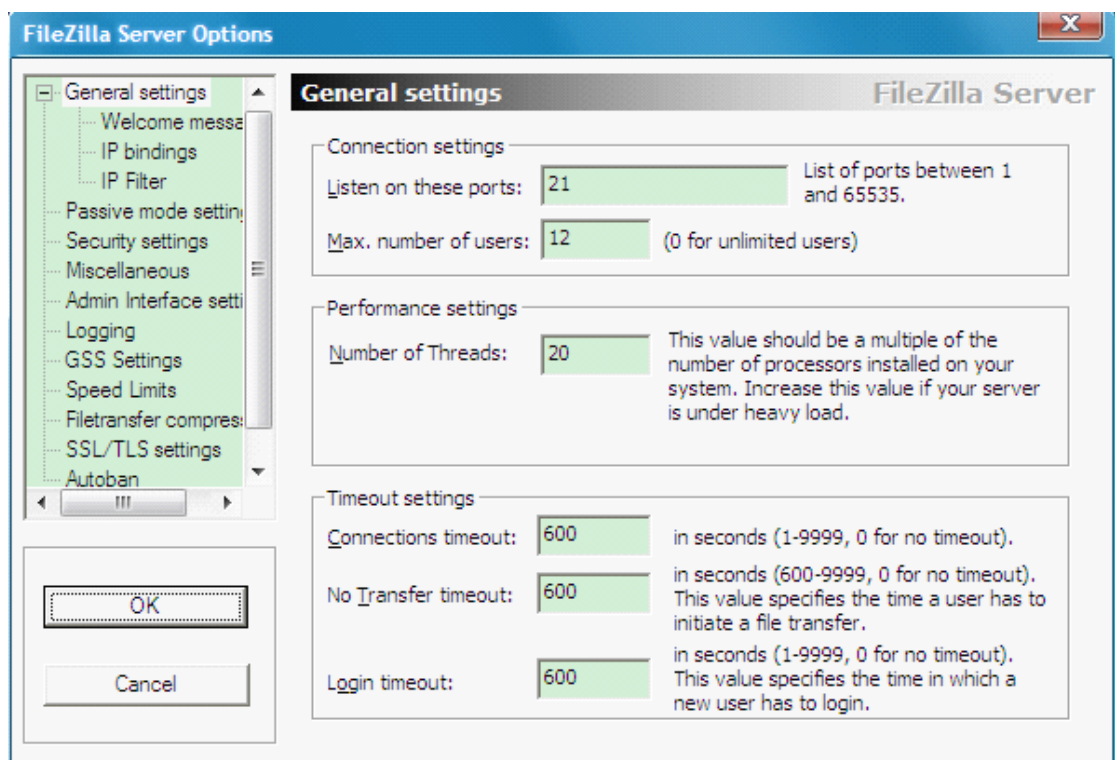 FileZilla Server Options
X
General settings
Welcome messa
IP bindings
IP Filter
Passive mode settin
Security settings
Miscellaneous
Admin Interface setti
Logging
GSS Settings
Speed Limits
Filetransfer compres
SSL/TLS settings
Autoban
OK
Cancel
General settings
FileZilla Server
Connection settings
Listen on these ports: 21
List of ports between 1
and 65535.
Max. number of users: 12 (0 for unlimited users)
Performance settings
Number of Threads: 20
This value should be a multiple of the
number of processors installed on your
system. Increase this value if your server
is under heavy load.
Timeout settings
Connections timeout: 600 in seconds (1-9999, 0 for no timeout).
No Transfer timeout: 600
in seconds (600-9999, 0 for no timeout).
This value specifies the time a user has to
initiate a file transfer.
Login timeout: 600
in seconds (1-9999, 0 for no timeout).
This value specifies the time in which a
new user has to login.